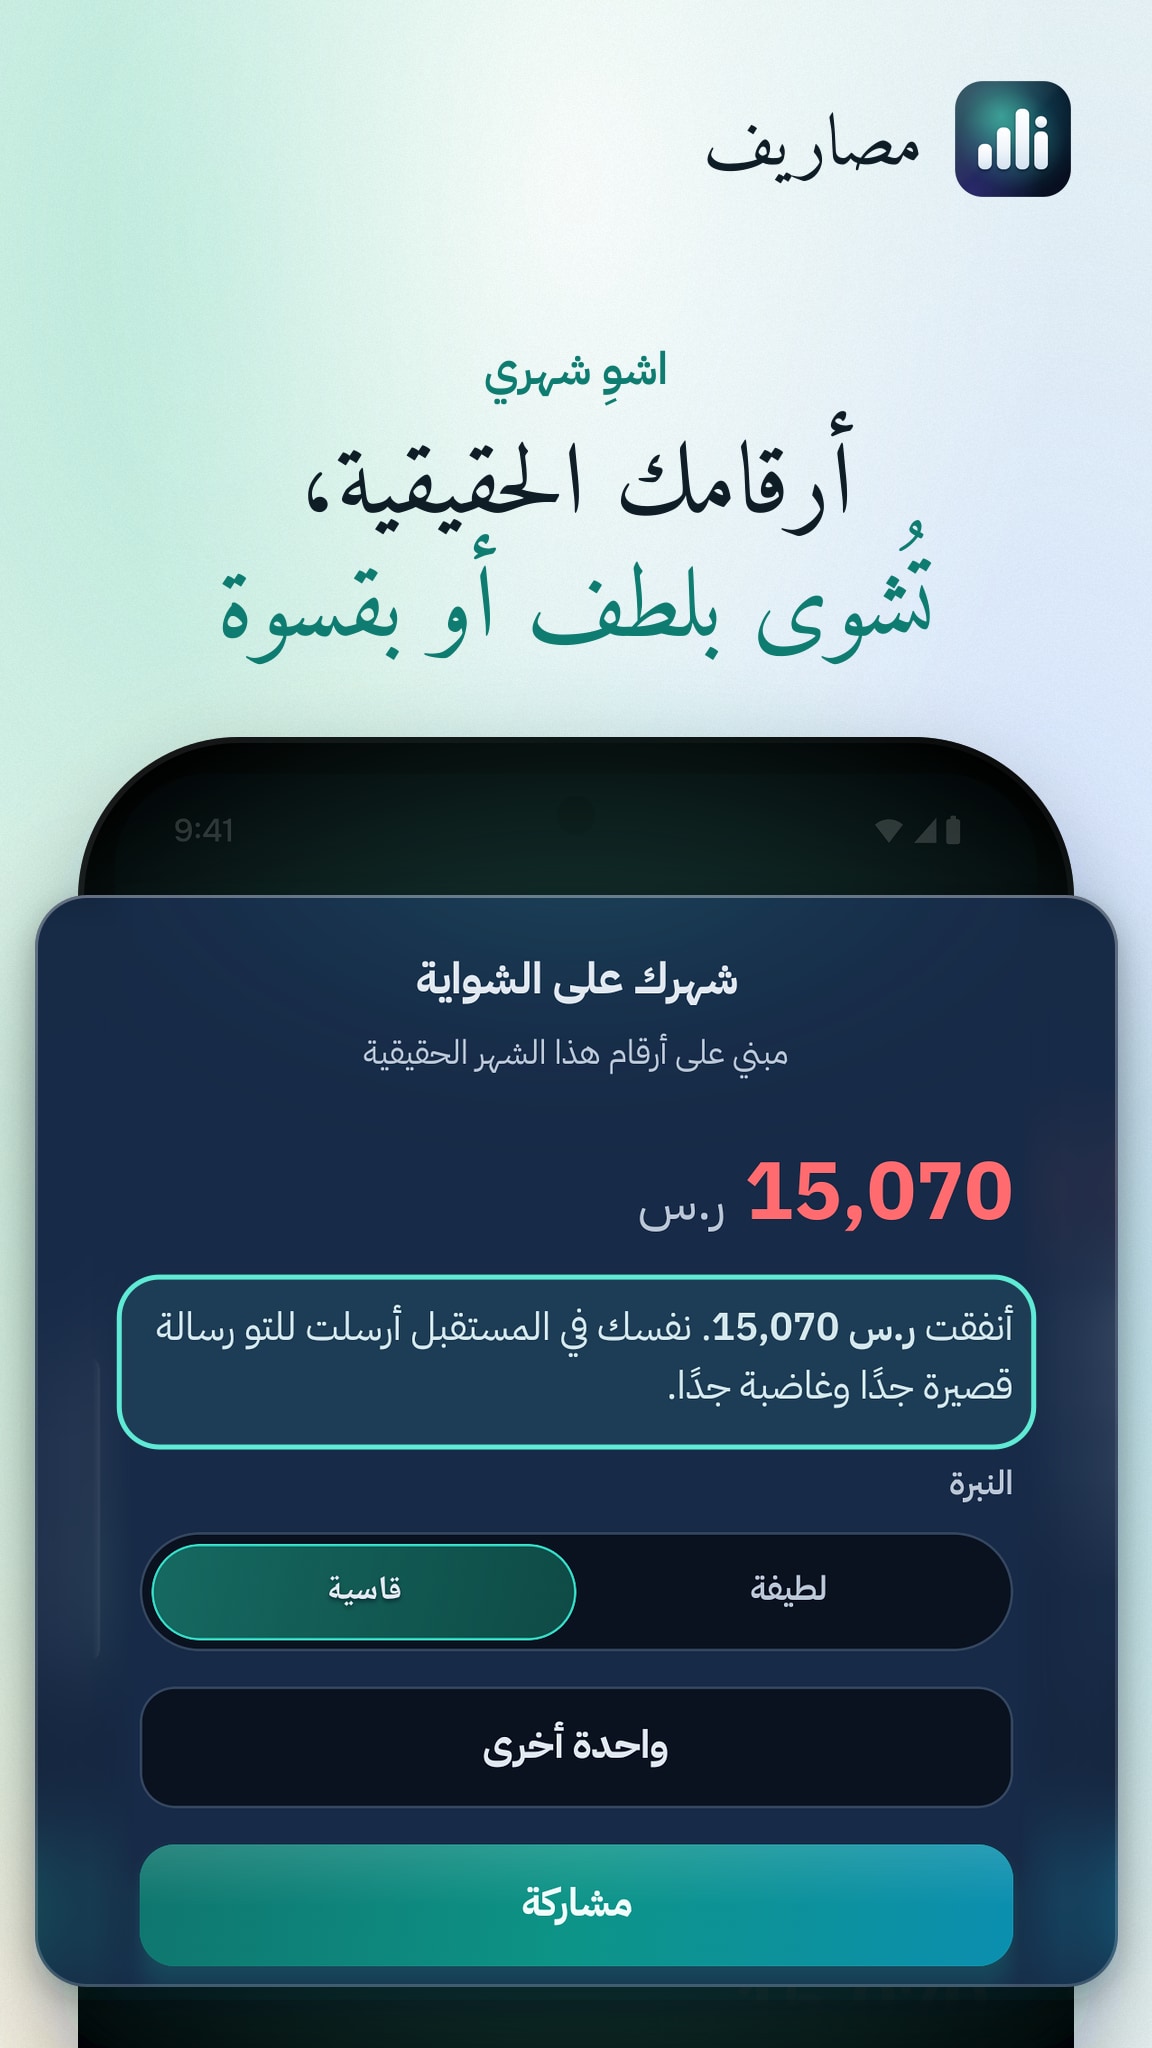 مصاريف
اشوِ شهري
أرقامك الحقيقية،
تُشوى بلطف أو بقسوة
9:41
شهرك على الشواية
مبني على أرقام هذا الشهر الحقيقية
15,070 ر.س
أنفقت ر.س 15,070. نفسك في المستقبل أرسلت للتو رسالة
قصيرة جدًا وغاضبة جدًا.
النبرة
لطيفة
قاسية
واحدة أخرى
مشاركة